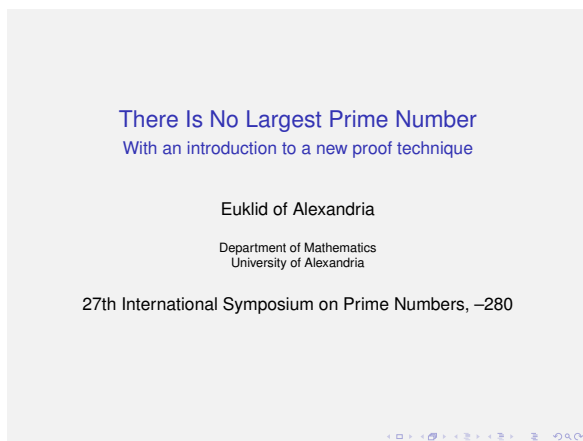 There Is No Largest Prime Number
With an introduction to a new proof technique
Euklid of Alexandria
Department of Mathematics
University of Alexandria
27th International Symposium on Prime Numbers, –280